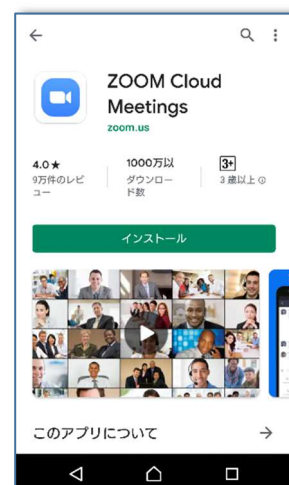 ZOOM Cloud
Meetings
zoom.us
4.0★
9万件のレビ
ュー
1000万以
ダウンロー
ド数
3+
3 歳以上
インストール
このアプリについて